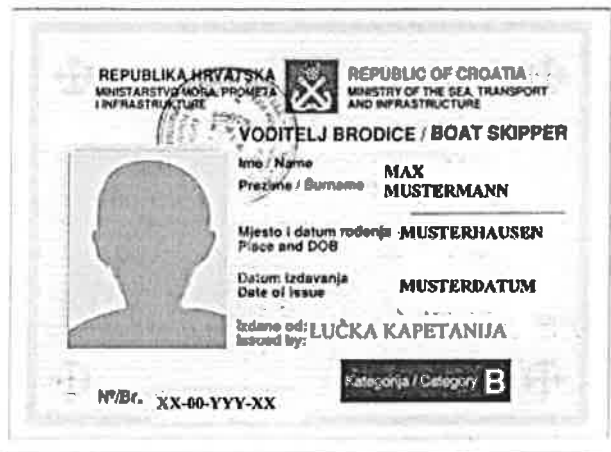 REPUBLIKA HRVATSKA
MINISTARSTVO MORA, PROMETA
I INFRASTRUKTURE
REPUBLIC OF CROATIA
MINISTRY OF THE SEA, TRANSPORT
AND INFRASTRUCTURE
VODITELJ BRODICE / BOAT SKIPPER
Ime / Name
MAX
Prezime / Surname
MUSTERMANN
Mjesto i datum rođenja MUSTERHAUSEN
Place and DOB
Datum izdavanja
Date of issue
MUSTERDATUM
Izdano od:
Issued by:
LUČKA KAPETANIJA
Kategorija / Category B
Nº/Br. XX-00-YYY-XX